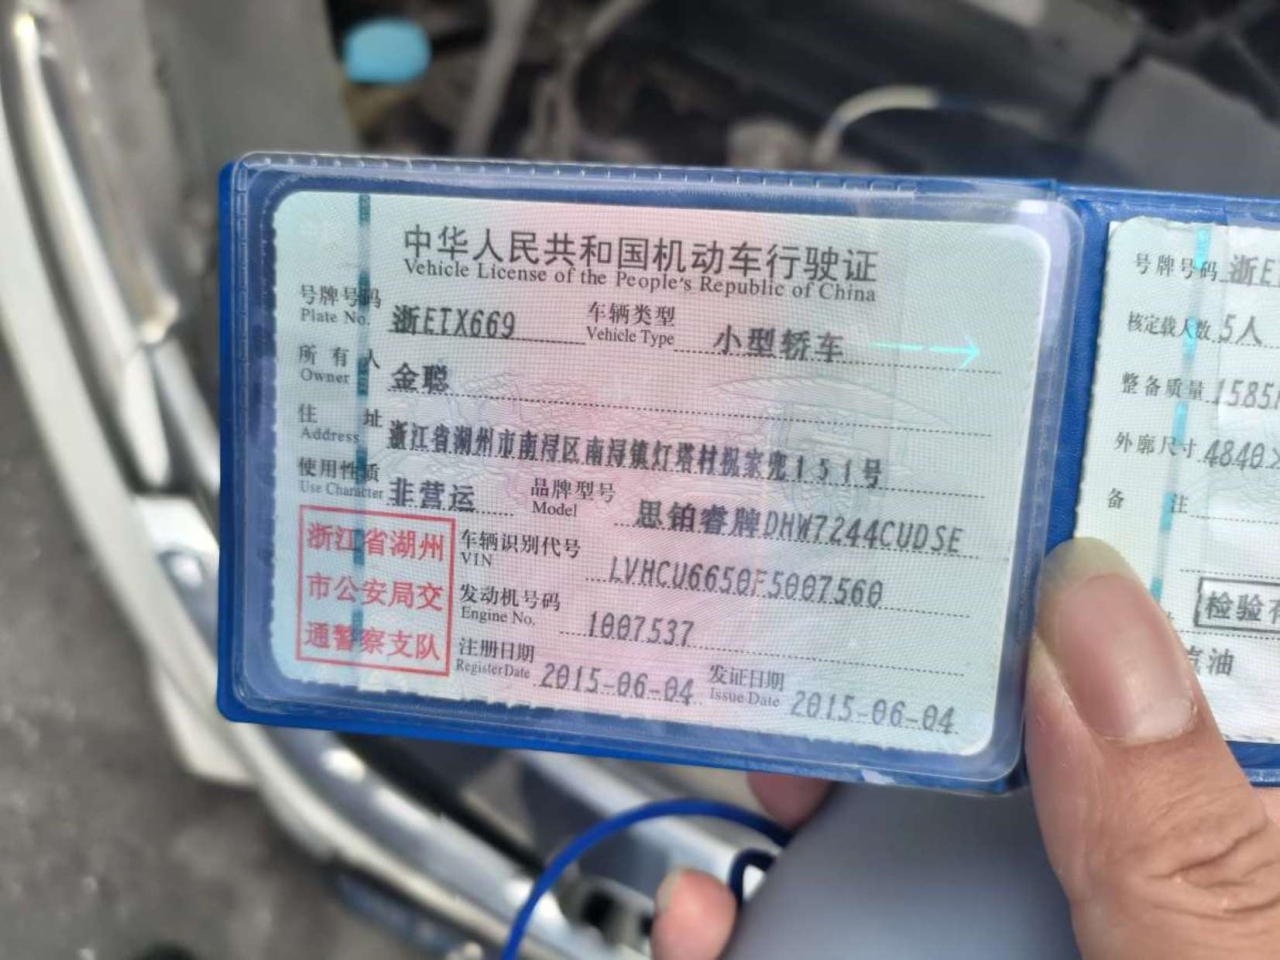 中华人民共和国机动车行驶证
Vehicle License of the People's Republic of China
号牌号码 浙ETX669 车辆类型 小型轿车
Plate No. Vehicle Type
所有人 金聪
Owner
住址 浙江省湖州市南浔区南浔镇灯塔村祝家兜151号
Address
使用性质 非营运 品牌型号 思铂睿牌DHW7244CUDSE
Use Character Model
浙江省湖州
市公安局交
通警察支队
车辆识别代号 LVHCU6650F5007560
VIN
发动机号码 1007537
Engine No.
注册日期 2015-06-04 发证日期 2015-06-04
Register Date Issue Date
号牌号码 浙E
核定载人数 5人
整备质量 1585
外廓尺寸 4840×
备注
检验
油